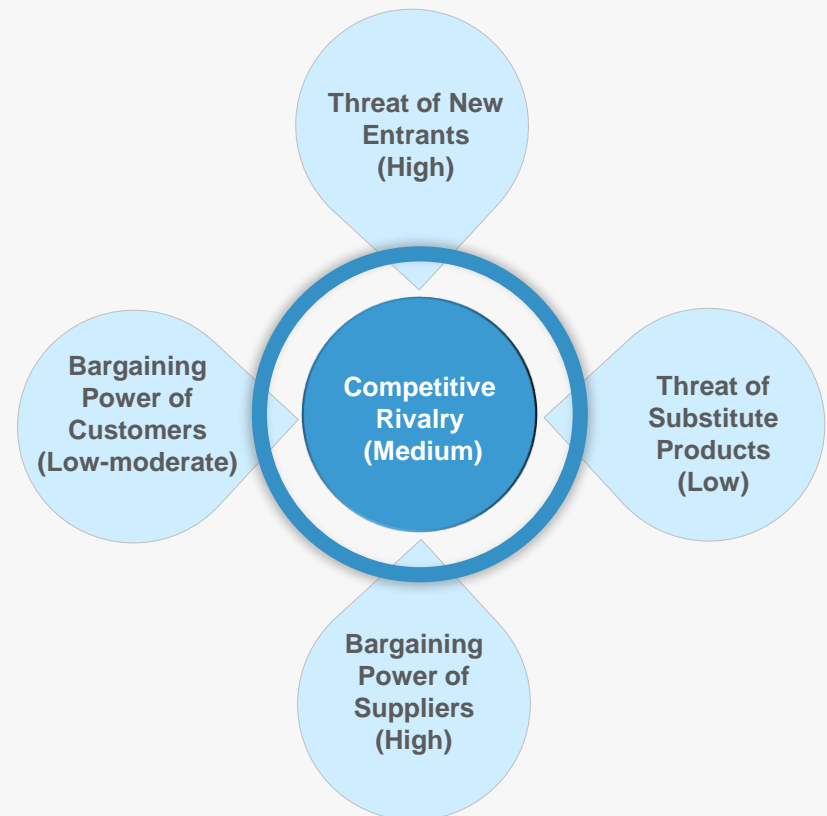 Threat of New
Entrants
(High)
Bargaining
Power of
Customers
(Low-moderate)
Competitive
Rivalry
(Medium)
Threat of
Substitute
Products
(Low)
Bargaining
Power of
Suppliers
(High)